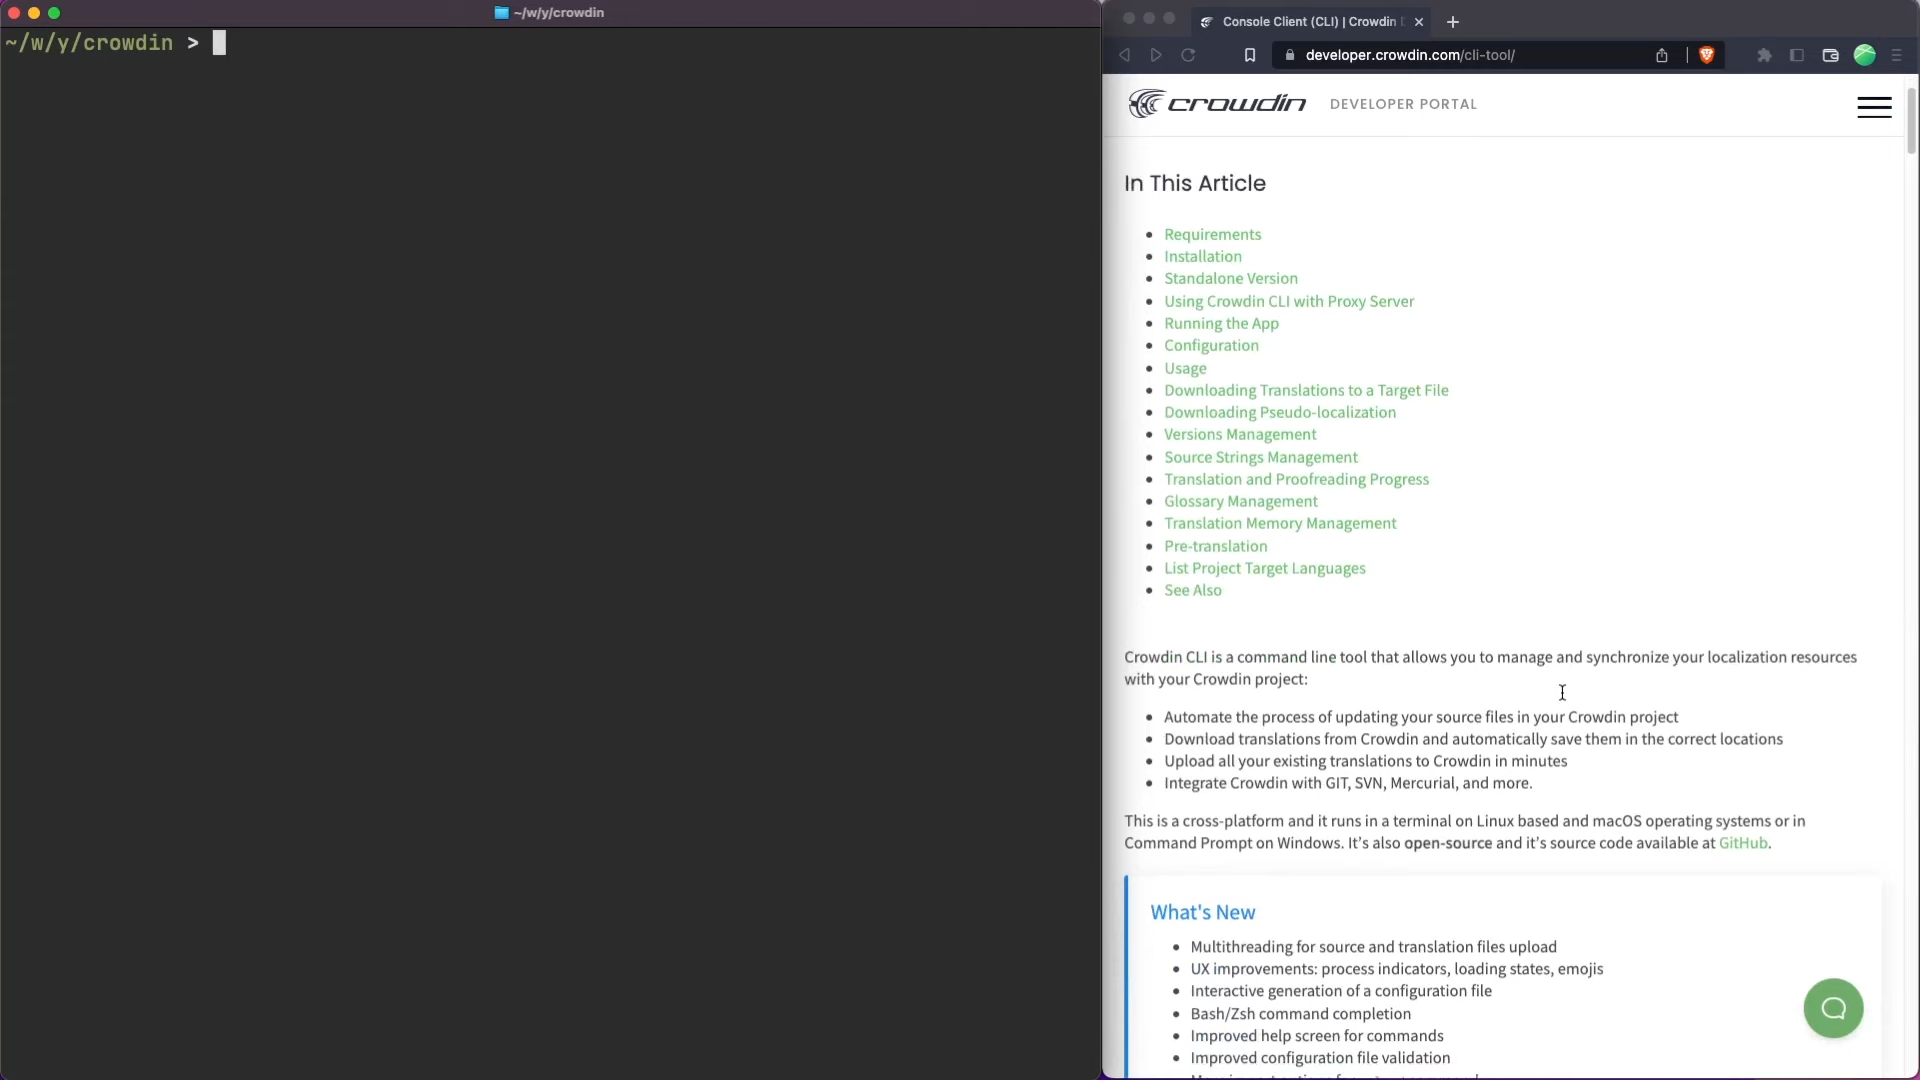 ~/w/y/crowdin
~/w/y/crowdin >
Console Client (CLI) | Crowdin
developer.crowdin.com/cli-tool/
crowdin DEVELOPER PORTAL
In This Article
Requirements
Installation
Standalone Version
Using Crowdin CLI with Proxy Server
Running the App
Configuration
Usage
Downloading Translations to a Target File
Downloading Pseudo-localization
Versions Management
Source Strings Management
Translation and Proofreading Progress
Glossary Management
Translation Memory Management
Pre-translation
List Project Target Languages
See Also
Crowdin CLI is a command line tool that allows you to manage and synchronize your localization resources
with your Crowdin project:
Automate the process of updating your source files in your Crowdin project
Download translations from Crowdin and automatically save them in the correct locations
Upload all your existing translations to Crowdin in minutes
Integrate Crowdin with GIT, SVN, Mercurial, and more.
This is a cross-platform and it runs in a terminal on Linux based and macOS operating systems or in
Command Prompt on Windows. It's also open-source and it's source code available at GitHub.
What's New
Multithreading for source and translation files upload
UX improvements: process indicators, loading states, emojis
Interactive generation of a configuration file
Bash/Zsh command completion
Improved help screen for commands
Improved configuration file validation